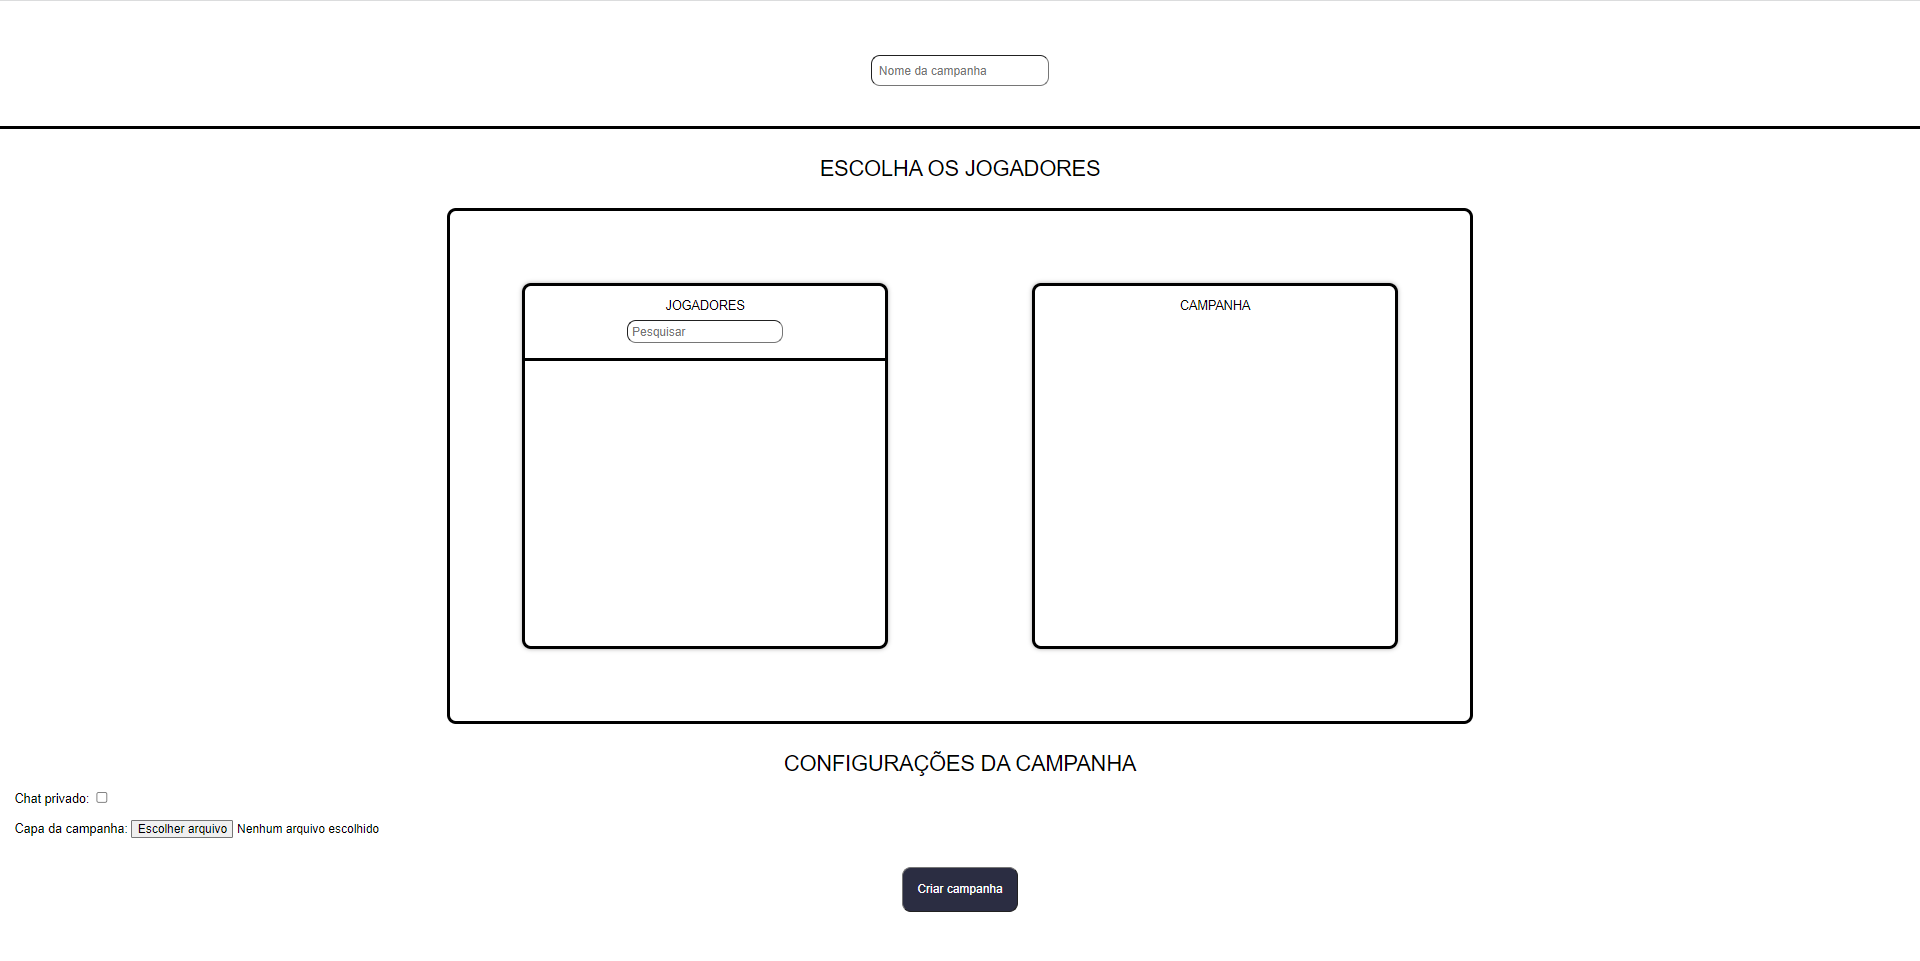 Nome da campanha
ESCOLHA OS JOGADORES
JOGADORES
Pesquisar
CAMPANHA
CONFIGURAÇÕES DA CAMPANHA
Chat privado:
Capa da campanha: Escolher arquivo Nenhum arquivo escolhido
Criar campanha